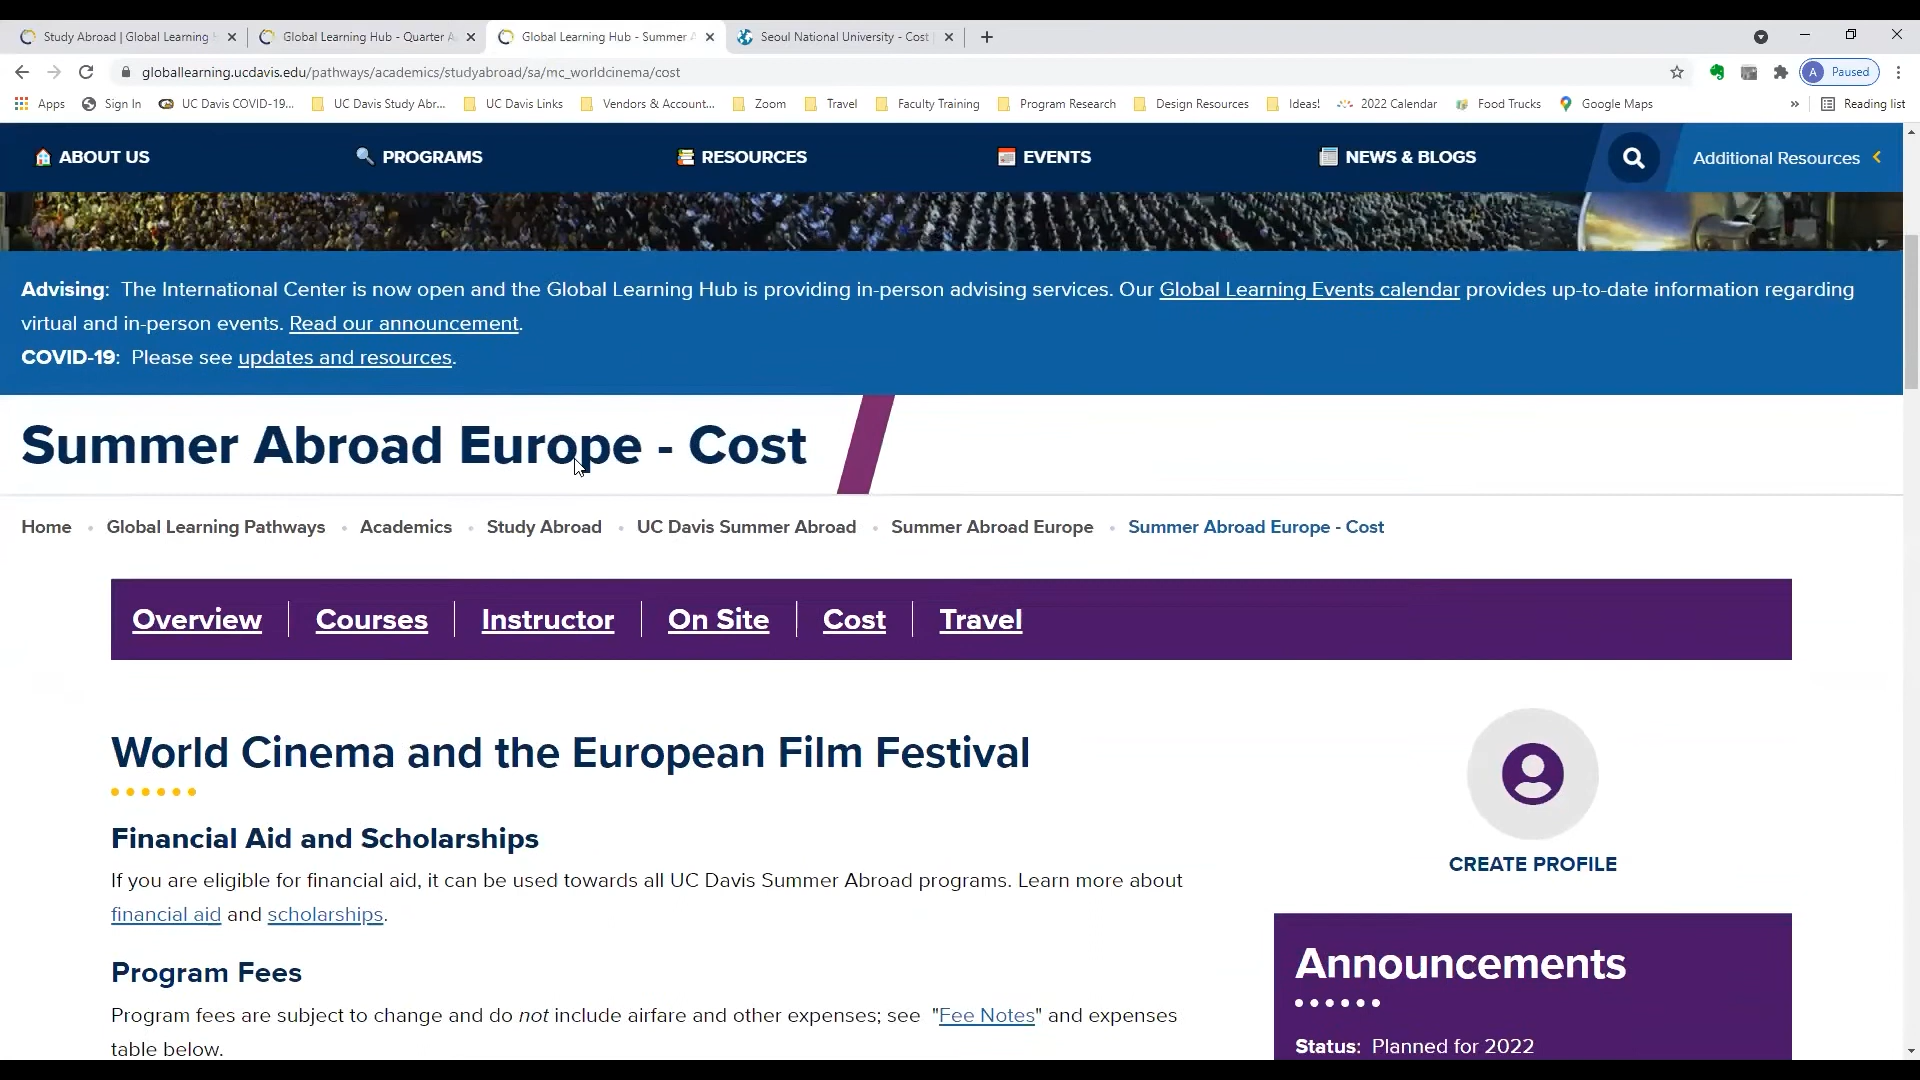 Study Abroad | Global Learning
Global Learning Hub - Quarter A
Global Learning Hub - Summer A
Seoul National University - Cost
globallearning.ucdavis.edu/pathways/academics/studyabroad/sa/mc_worldcinema/cost
A Paused
Apps Sign In UC Davis COVID-19... UC Davis Study Abr... UC Davis Links Vendors & Account... Zoom Travel Faculty Training Program Research Design Resources Ideas! 2022 Calendar Food Trucks Google Maps » Reading list
ABOUT US PROGRAMS RESOURCES EVENTS NEWS & BLOGS Additional Resources
Advising: The International Center is now open and the Global Learning Hub is providing in-person advising services. Our Global Learning Events calendar provides up-to-date information regarding
virtual and in-person events. Read our announcement.
COVID-19: Please see updates and resources.
Summer Abroad Europe - Cost
Home • Global Learning Pathways • Academics • Study Abroad • UC Davis Summer Abroad • Summer Abroad Europe • Summer Abroad Europe - Cost
Overview Courses Instructor On Site Cost Travel
World Cinema and the European Film Festival
Financial Aid and Scholarships
If you are eligible for financial aid, it can be used towards all UC Davis Summer Abroad programs. Learn more about
financial aid and scholarships.
Program Fees
Program fees are subject to change and do not include airfare and other expenses; see "Fee Notes" and expenses
table below.
CREATE PROFILE
Announcements
Status: Planned for 2022